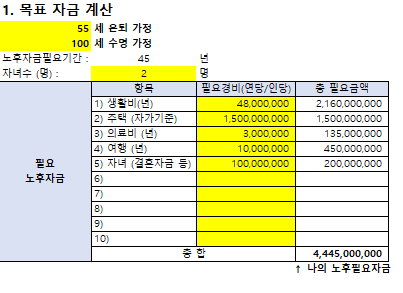 1. 목표 자금 계산
55 세 은퇴 가정
100 세 수명 가정
노후자금필요기간 : 45 년
자녀수 (명) : 2 명
항목 필요경비(연당/인당) 총 필요금액
1) 생활비(년) 48,000,000 2,160,000,000
2) 주택 (자가기준) 1,500,000,000 1,500,000,000
3) 의료비 (년) 3,000,000 135,000,000
4) 여행 (년) 10,000,000 450,000,000
5) 자녀 (결혼자금 등) 100,000,000 200,000,000
필요
노후자금
6)
7)
8)
9)
10)
총 합 4,445,000,000
↑ 나의 노후필요자금